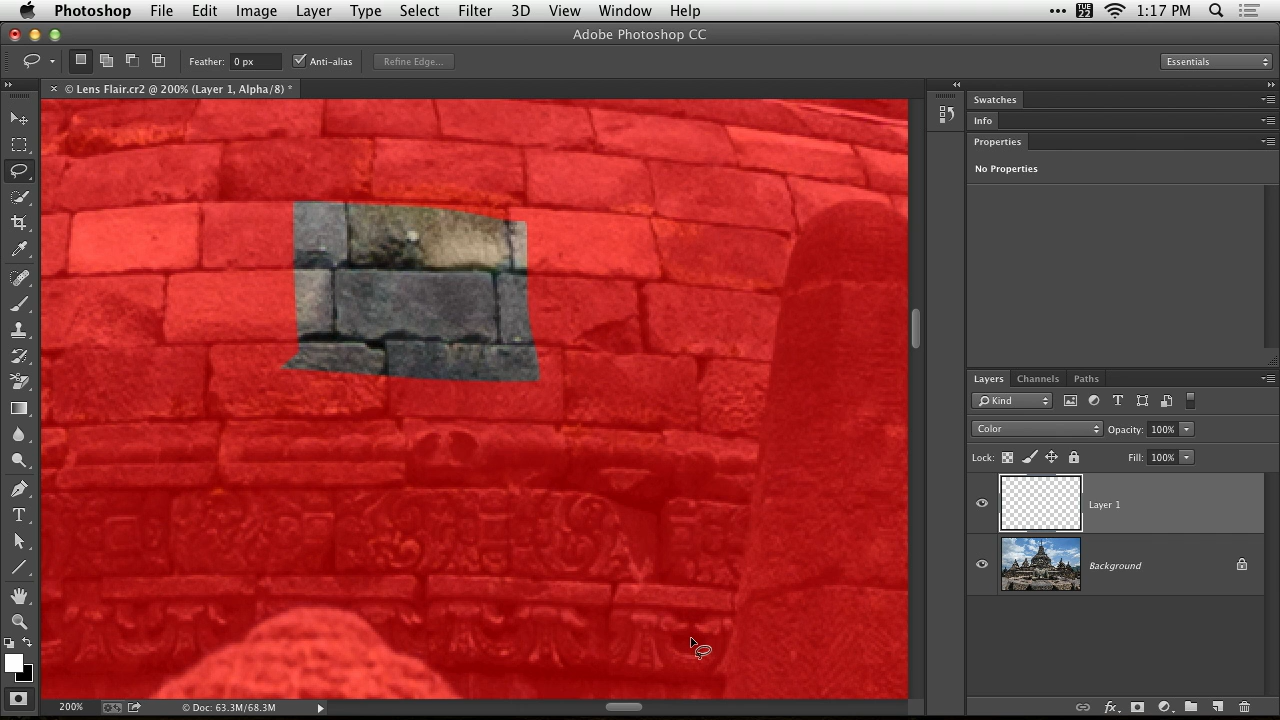 Photoshop File Edit Image Layer Type Select Filter 3D View Window Help TUE 22 1:17 PM
Adobe Photoshop CC
Feather: 0 px Anti-alias Refine Edge... Essentials
× © Lens Flair.cr2 @ 200% (Layer 1, Alpha/8) *
Swatches
Info
Properties
No Properties
Layers Channels Paths
Kind
Color Opacity: 100%
Lock: Fill: 100%
Layer 1
Background
200% © Doc: 63.3M/68.3M